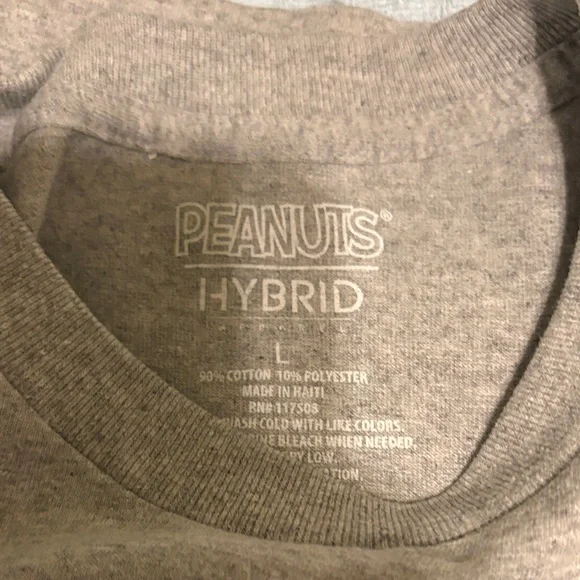 PEANUTS®
HYBRID
APPAREL
L
90% COTTON 10% POLYESTER
MADE IN HAITI
RN# 117508
WASH COLD WITH LIKE COLORS.
BLEACH WHEN NEEDED.
LOW.